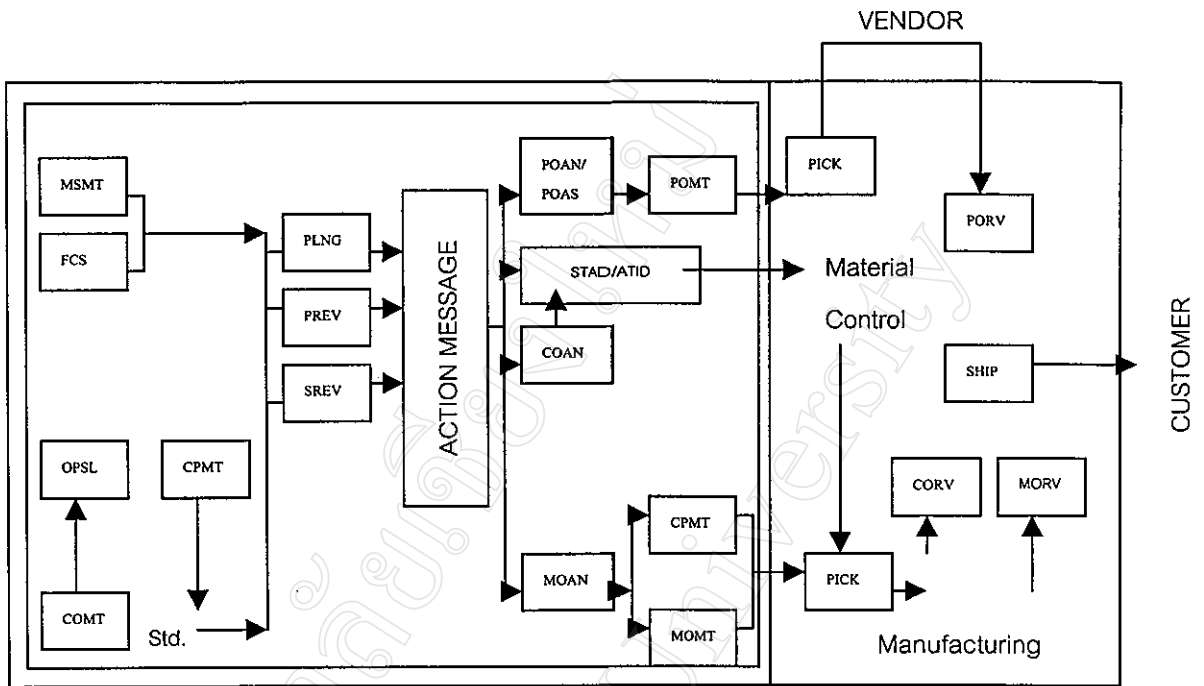 VENDOR
MSMT
FCS
PLNG
PREV
SREV
ACTION MESSAGE
POAN/
POAS
POMT
PICK
PORV
STAD/ATID
Material
Control
COAN
SHIP
CUSTOMER
OPSL
CPMT
CORV
MORV
CPMT
MOAN
PICK
COMT
Std.
MOMT
Manufacturing
University